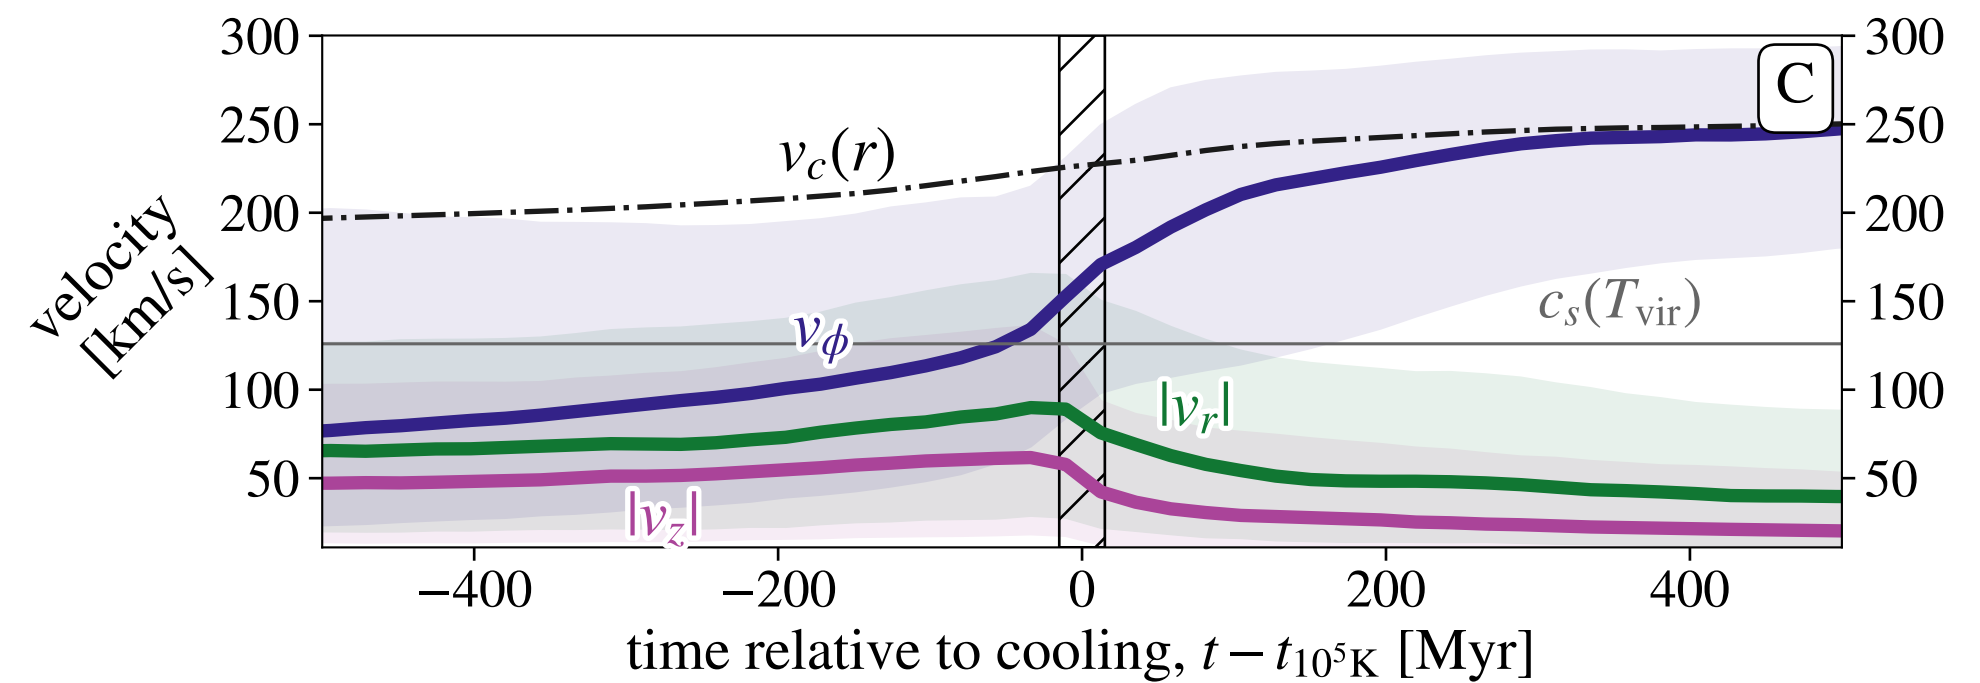 300
250
200
150
100
50
velocity
[km/s]
v_c(r)
v_ϕ
|v_r|
|v_z|
c_s(T_vir)
C
300
250
200
150
100
50
−400 −200 0 200 400
time relative to cooling, t − t_{10^5 K} [Myr]